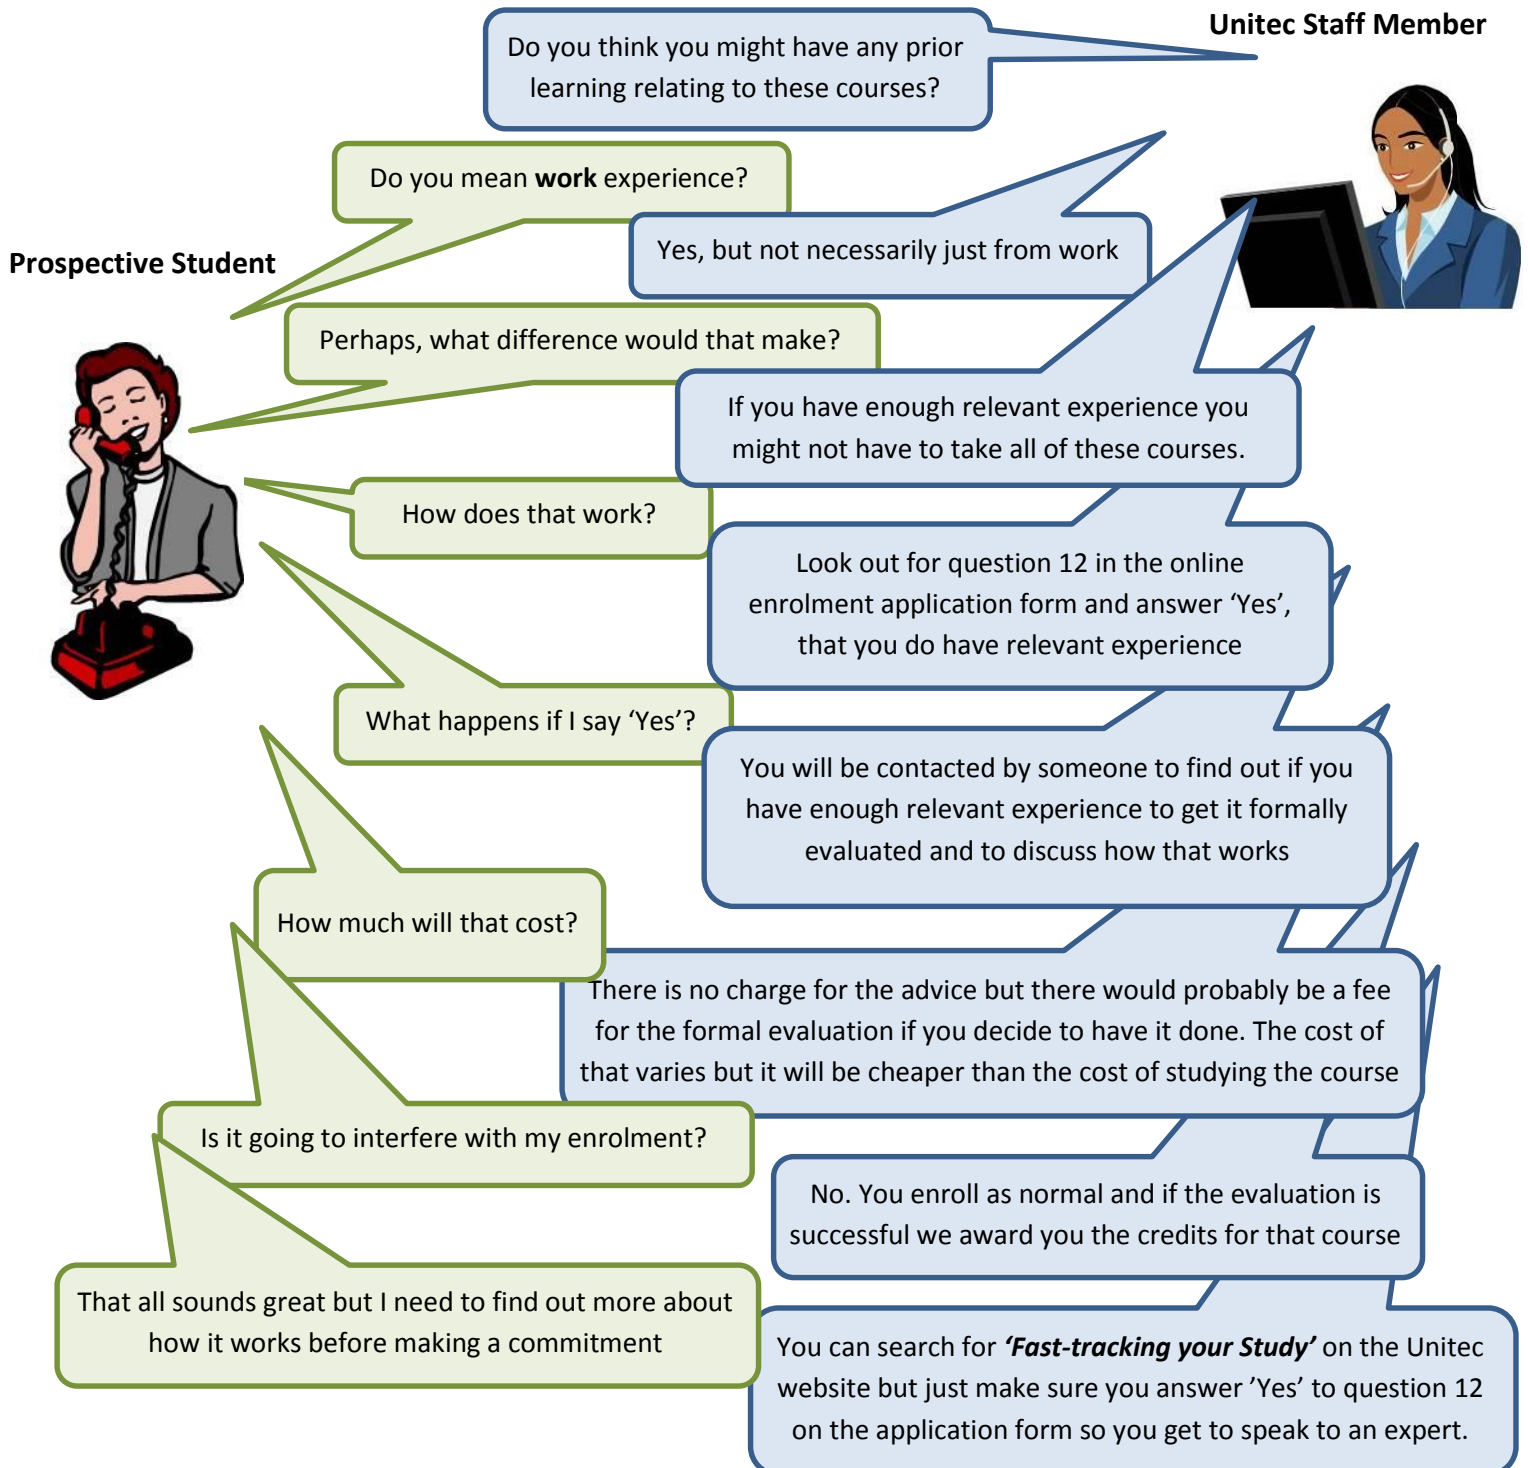 Unitec Staff Member
Do you think you might have any prior
learning relating to these courses?
Do you mean work experience?
Yes, but not necessarily just from work
Prospective Student
Perhaps, what difference would that make?
If you have enough relevant experience you
might not have to take all of these courses.
How does that work?
Look out for question 12 in the online
enrolment application form and answer ‘Yes’,
that you do have relevant experience
What happens if I say ‘Yes’?
You will be contacted by someone to find out if you
have enough relevant experience to get it formally
evaluated and to discuss how that works
How much will that cost?
There is no charge for the advice but there would probably be a fee
for the formal evaluation if you decide to have it done. The cost of
that varies but it will be cheaper than the cost of studying the course
Is it going to interfere with my enrolment?
No. You enroll as normal and if the evaluation is
successful we award you the credits for that course
That all sounds great but I need to find out more about
how it works before making a commitment
You can search for ‘Fast-tracking your Study’ on the Unitec
website but just make sure you answer ’Yes’ to question 12
on the application form so you get to speak to an expert.